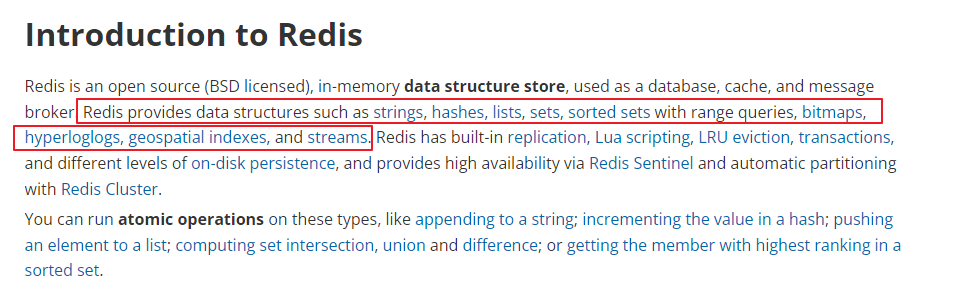 Introduction to Redis
Redis is an open source (BSD licensed), in-memory data structure store, used as a database, cache, and message
broker. Redis provides data structures such as strings, hashes, lists, sets, sorted sets with range queries, bitmaps,
hyperloglogs, geospatial indexes, and streams. Redis has built-in replication, Lua scripting, LRU eviction, transactions,
and different levels of on-disk persistence, and provides high availability via Redis Sentinel and automatic partitioning
with Redis Cluster.
You can run atomic operations on these types, like appending to a string; incrementing the value in a hash; pushing
an element to a list; computing set intersection, union and difference; or getting the member with highest ranking in a
sorted set.